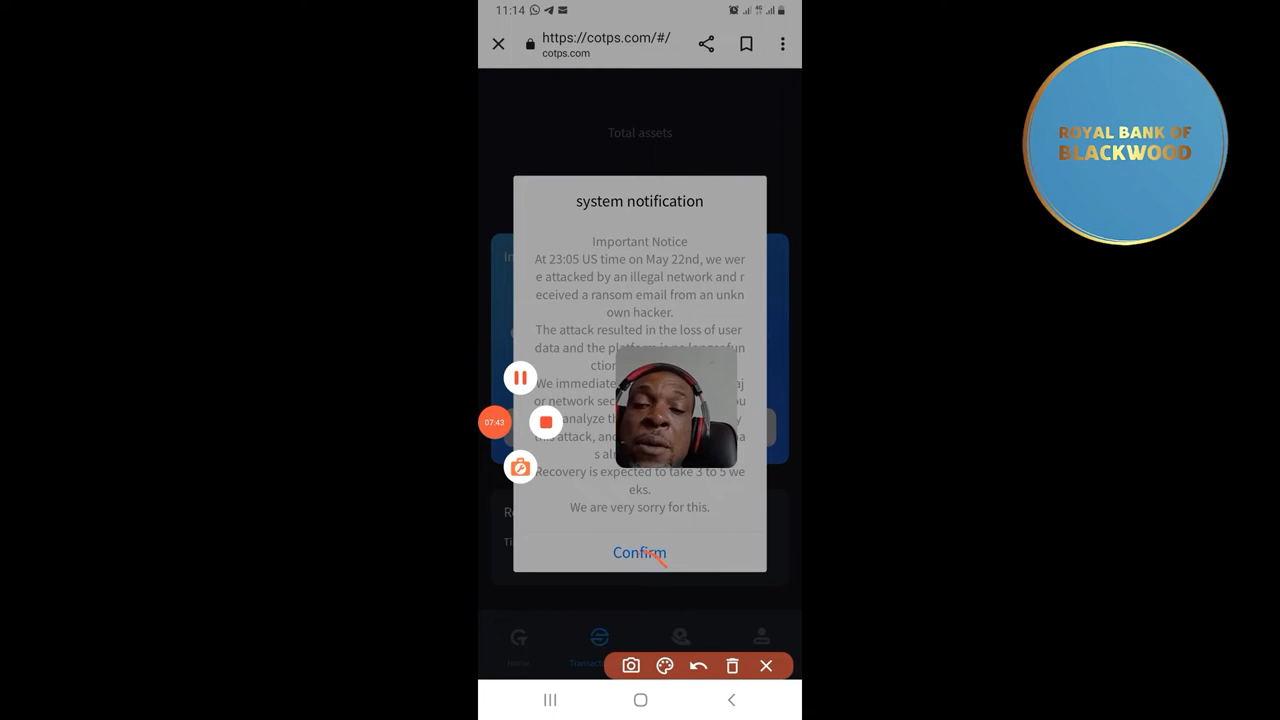 11:14
4G
https://cotps.com/#/
cotps.com
Total assets
ROYAL BANK OF
BLACKWOOD
system notification
Important Notice
At 23:05 US time on May 22nd, we wer
e attacked by an illegal network and r
eceived a ransom email from an unkn
own hacker.
The attack resulted in the loss of user
data and the
We immediate
07:43
or network sec
analyze th
attack, and
Recovery is expected to take 3 to 5 we
eks.
We are very sorry for this.
Confirm
Home